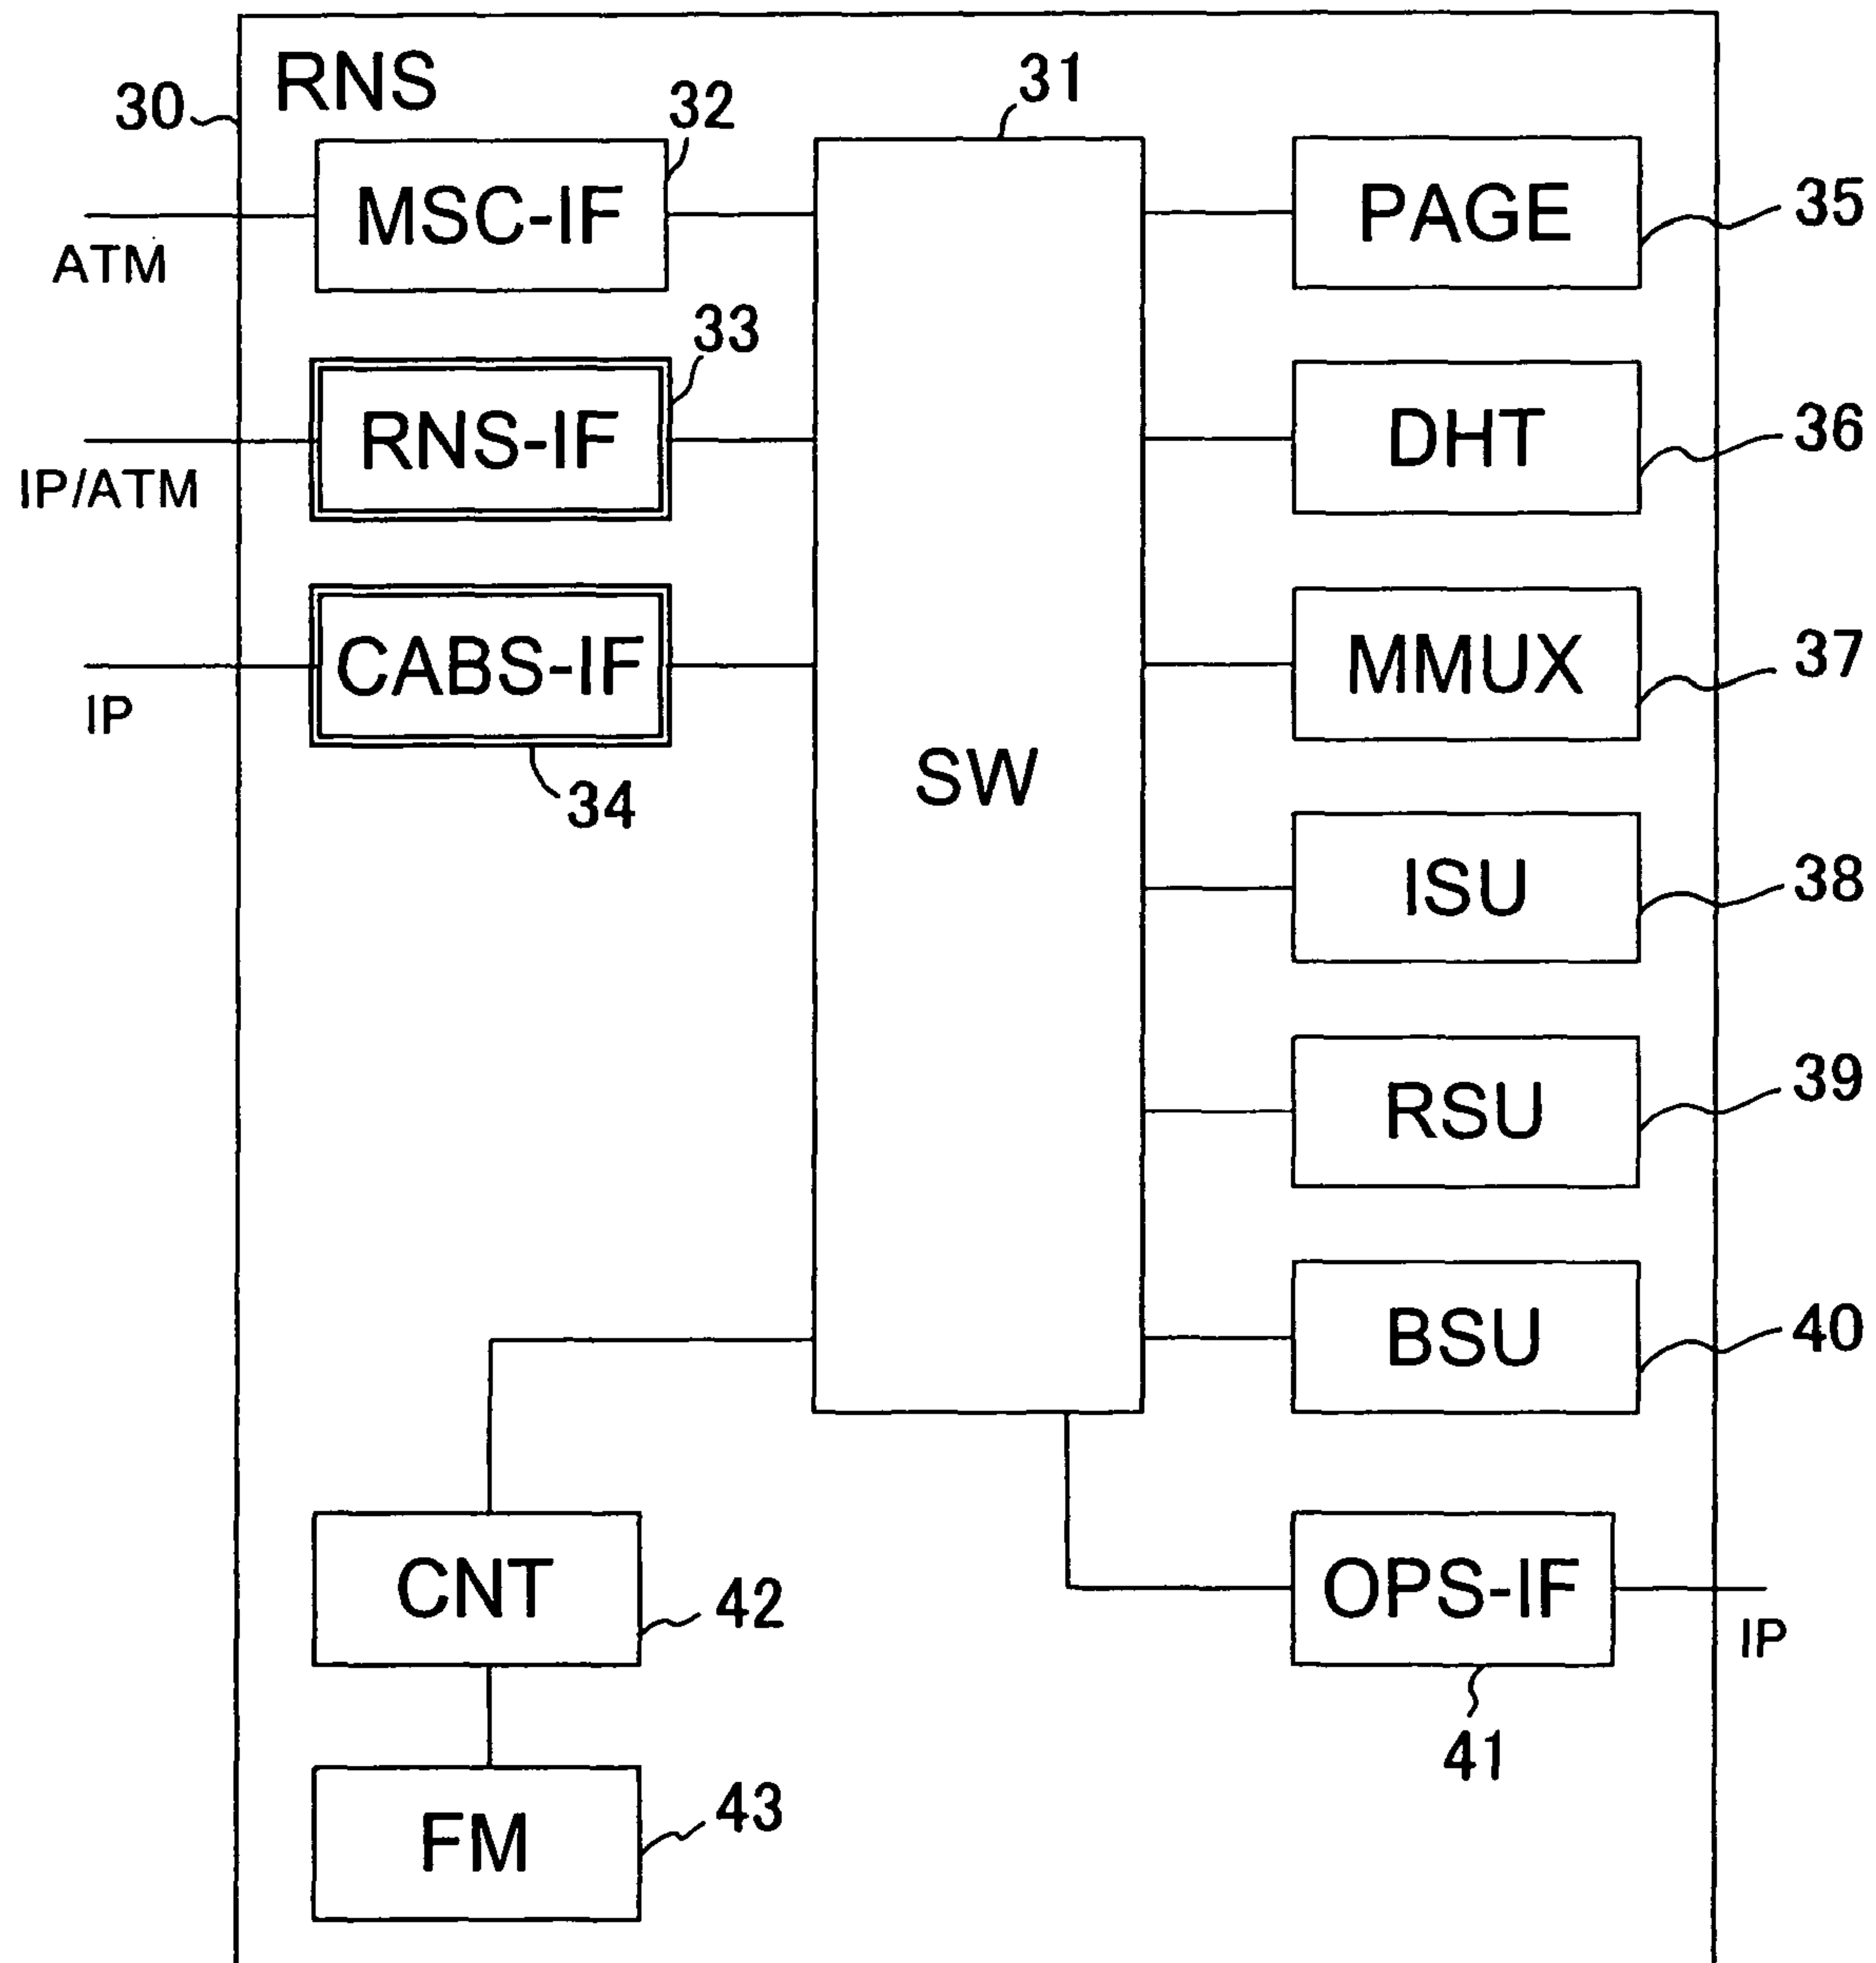 RNS
30
32
31
MSC-IF
PAGE
35
ATM
33
RNS-IF
DHT
36
IP/ATM
CABS-IF
MMUX
37
IP
34
SW
ISU
38
RSU
39
BSU
40
CNT
42
OPS-IF
IP
41
FM
43